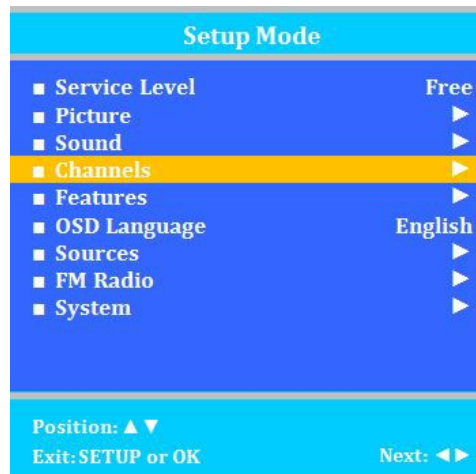 Setup Mode
■ Service Level Free
■ Picture ▶
■ Sound ▶
■ Channels ▶
■ Features ▶
■ OSD Language English
■ Sources ▶
■ FM Radio ▶
■ System ▶
Position: ▲ ▼
Exit: SETUP or OK Next: ◀ ▶